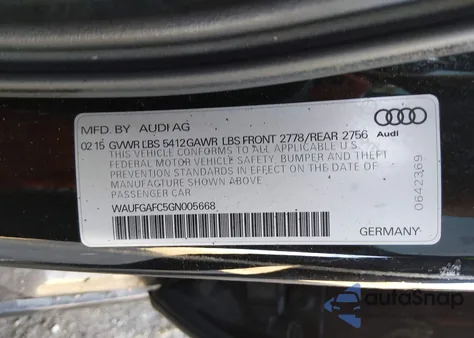 MFD. BY AUDI AG
02 15 GVWR LBS 5412 GAWR LBS FRONT 2778/REAR 2756
THIS VEHICLE CONFORMS TO ALL APPLICABLE U.S.
FEDERAL MOTOR VEHICLE SAFETY, BUMPER AND THEFT
PREVENTION STANDARDS IN EFFECT ON THE DATE OF
MANUFACTURE SHOWN ABOVE.
PASSENGER CAR
WAUFGAFC5GN005668
Audi
0642369
GERMANY
autoSnap